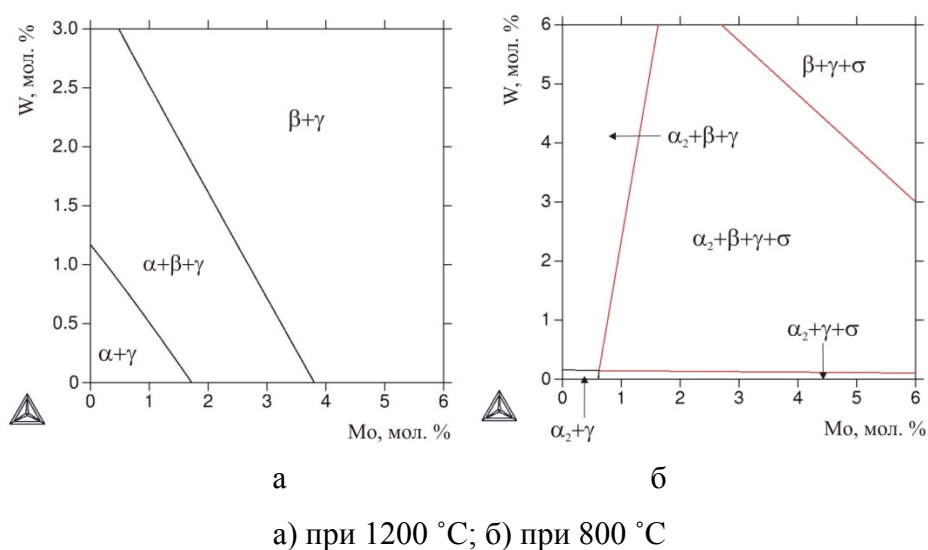 W, мол. %
3.0
2.5
2.0
1.5
1.0
0.5
0
β+γ
α+β+γ
α+γ
0 1 2 3 4 5 6
Mo, мол. %
а
W, мол. %
6
5
4
3
2
1
0
β+γ+σ
α₂+β+γ
α₂+β+γ+σ
α₂+γ+σ
0 1 2 3 4 5 6
α₂+γ
Mo, мол. %
б
а) при 1200 ˚С; б) при 800 ˚С